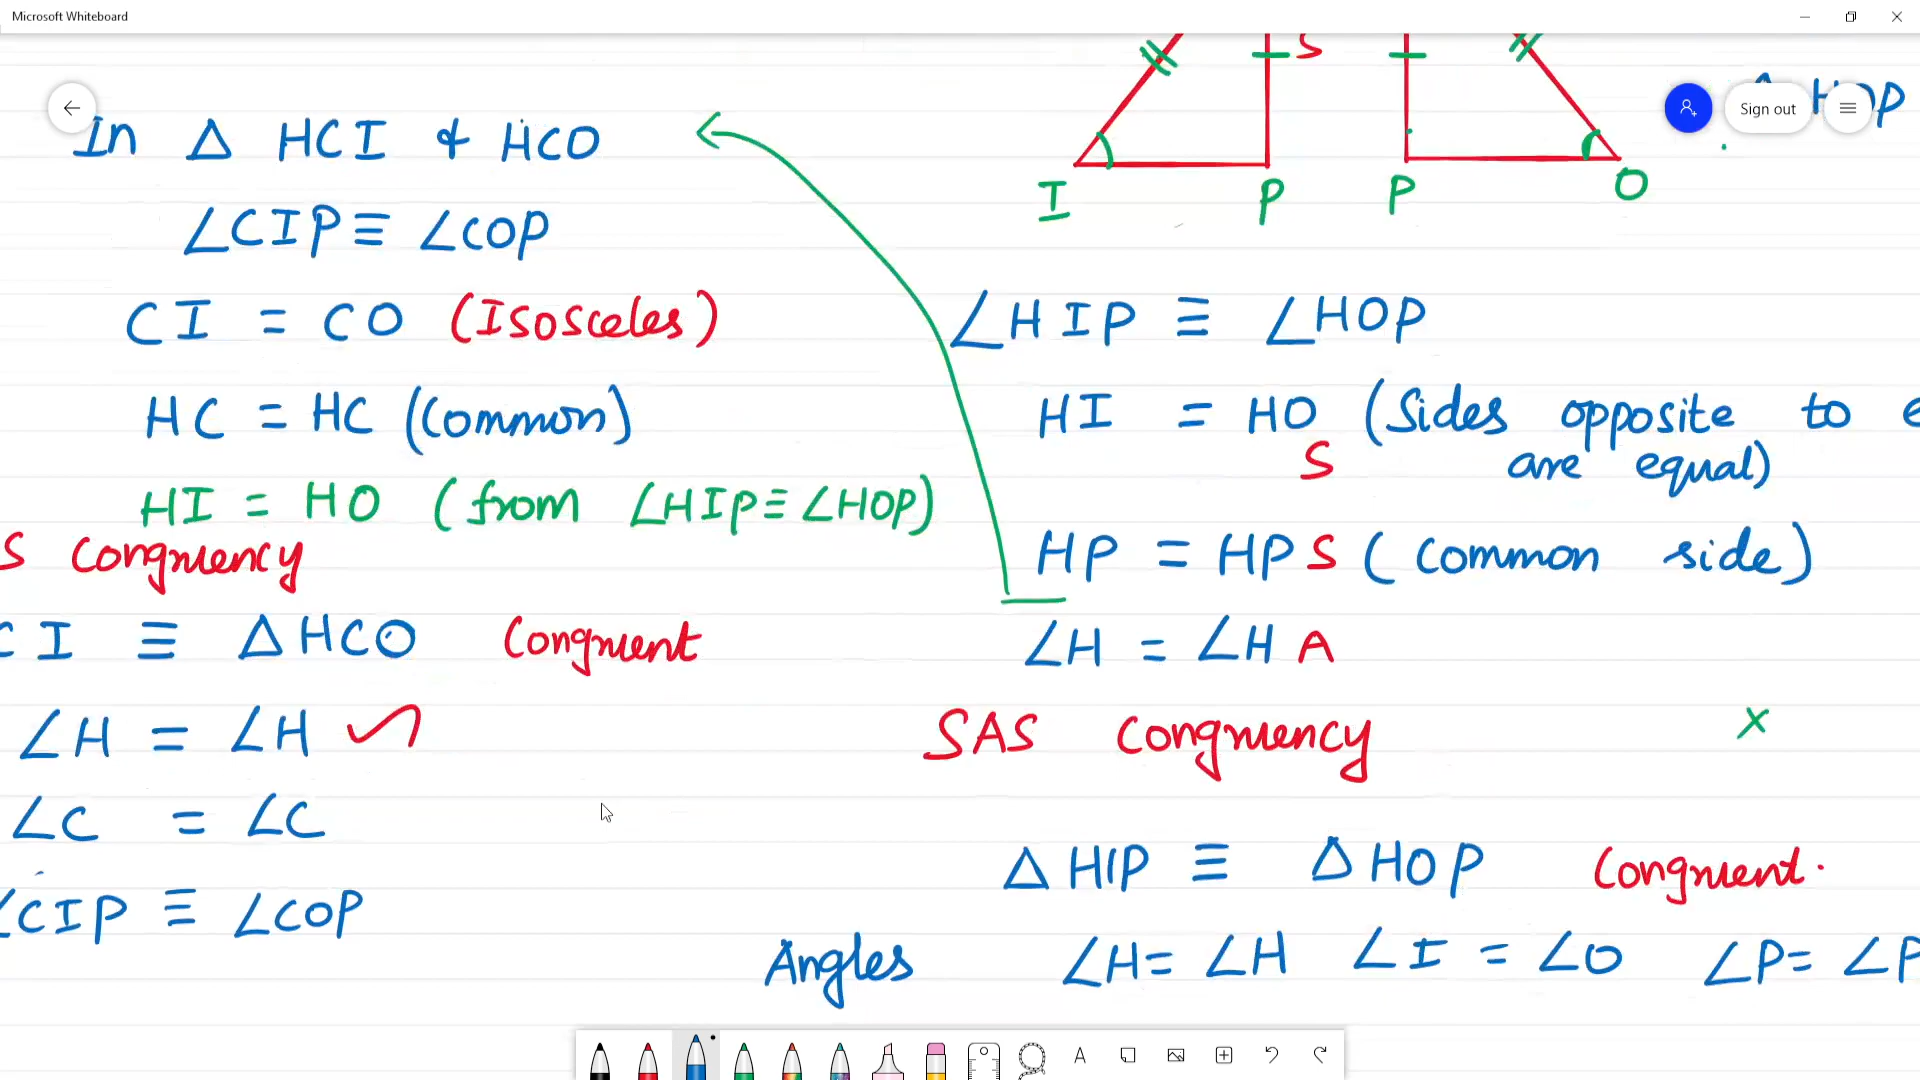 Microsoft Whiteboard
Sign out
In Δ HCI & HCO
∠CIP ≡ ∠COP
CI = CO (Isosceles)
HC = HC (Common)
HI = HO (from ∠HIP ≡ ∠HOP)
S Congruency
CI ≡ ΔHCO Congruent
∠H = ∠H
∠C = ∠C
∠CIP ≡ ∠COP
S
I P P O
HOP
∠HIP ≡ ∠HOP
HI = HO (Sides opposite to e
S are equal)
HP = HP S (Common side)
∠H = ∠H A
SAS Congruency
x
ΔHIP ≡ ΔHOP Congruent.
Angles ∠H = ∠H ∠I = ∠O ∠P = ∠P